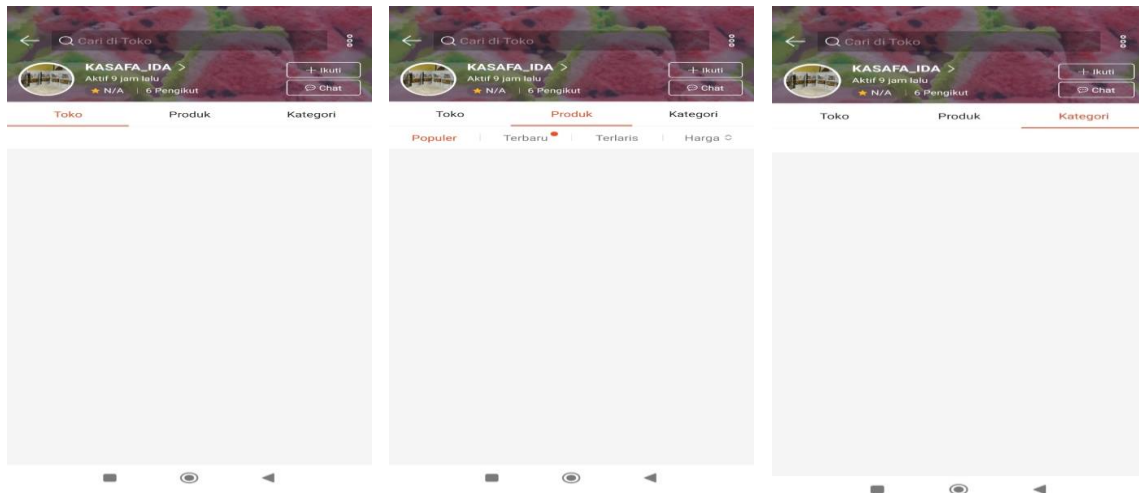 Cari di Toko
KASAFA_IDA >
Aktif 9 jam lalu
N/A | 6 Pengikut
+ Ikuti
Chat
Toko Produk Kategori
Cari di Toko
KASAFA_IDA >
Aktif 9 jam lalu
N/A | 6 Pengikut
+ Ikuti
Chat
Toko Produk Kategori
Populer | Terbaru | Terlaris | Harga
Cari di Toko
KASAFA_IDA >
Aktif 9 jam lalu
N/A | 6 Pengikut
+ Ikuti
Chat
Toko Produk Kategori